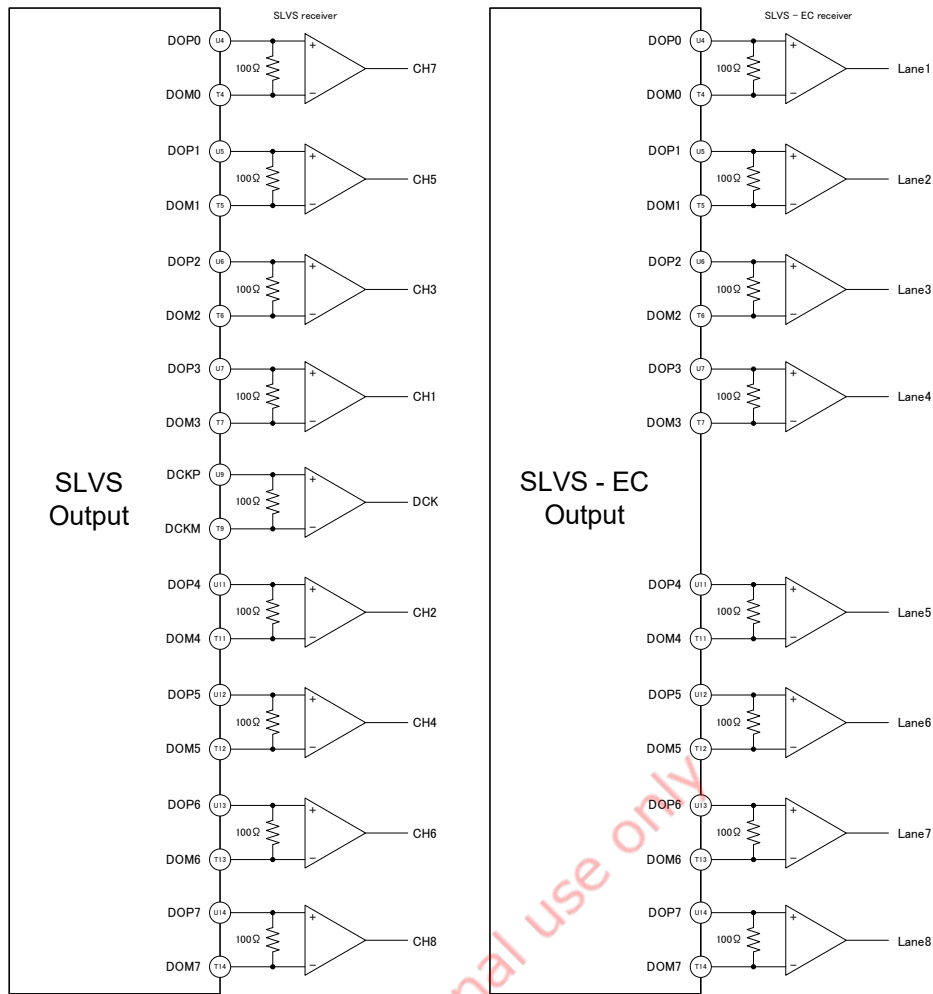 SLVS receiver
DOP0 U4
100Ω
CH7
DOM0 T4
DOP1 U5
100Ω
CH5
DOM1 T5
DOP2 U6
100Ω
CH3
DOM2 T6
DOP3 U7
100Ω
CH1
DOM3 T7
DCKP U9
100Ω
DCK
DCKM T9
DOP4 U11
100Ω
CH2
DOM4 T11
DOP5 U12
100Ω
CH4
DOM5 T12
DOP6 U13
100Ω
CH6
DOM6 T13
DOP7 U14
100Ω
CH8
DOM7 T14
SLVS
Output
SLVS - EC receiver
DOP0 U4
100Ω
Lane1
DOM0 T4
DOP1 U5
100Ω
Lane2
DOM1 T5
DOP2 U6
100Ω
Lane3
DOM2 T6
DOP3 U7
100Ω
Lane4
DOM3 T7
DOP4 U11
100Ω
Lane5
DOM4 T11
DOP5 U12
100Ω
Lane6
DOM5 T12
DOP6 U13
100Ω
Lane7
DOM6 T13
DOP7 U14
100Ω
Lane8
DOM7 T14
SLVS - EC
Output
+
−
+
−
+
−
+
−
+
−
+
−
+
−
+
−
+
−
+
−
+
−
+
−
+
−
+
−
+
−
+
−
+
−
use only